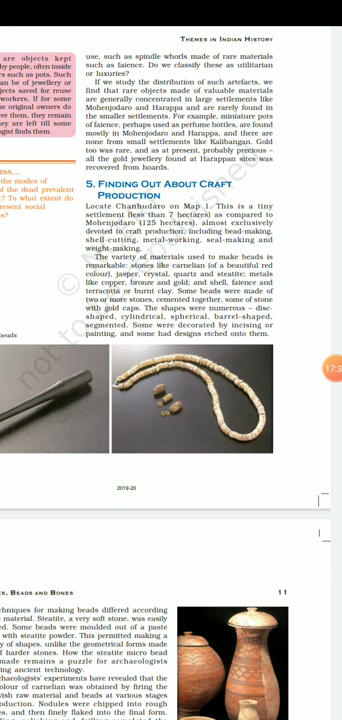 THEMES IN INDIAN HISTORY
are objects kept
by people, often inside
rs such as pots. Such
an be of jewellery or
jects saved for reuse
workers. If for some
he original owners do
eve them, they remain
ey are left till some
logist finds them.
uss...
the modes of
of the dead prevalent
? To what extent do
resent social
s?
eads
use, such as spindle whorls made of rare materials
such as faience. Do we classify these as utilitarian
or luxuries?
If we study the distribution of such artefacts, we
find that rare objects made of valuable materials
are generally concentrated in large settlements like
Mohenjodaro and Harappa and are rarely found in
the smaller settlements. For example, miniature pots
of faience, perhaps used as perfume bottles, are found
mostly in Mohenjodaro and Harappa, and there are
none from small settlements like Kalibangan. Gold
too was rare, and as at present, probably precious –
all the gold jewellery found at Harappan sites was
recovered from hoards.
5. FINDING OUT ABOUT CRAFT
PRODUCTION
Locate Chanhudaro on Map 1. This is a tiny
settlement (less than 7 hectares) as compared to
Mohenjodaro (125 hectares), almost exclusively
devoted to craft production, including bead-making,
shell-cutting, metal-working, seal-making and
weight-making.
The variety of materials used to make beads is
remarkable: stones like carnelian (of a beautiful red
colour), jasper, crystal, quartz and steatite; metals
like copper, bronze and gold; and shell, faience and
terracotta or burnt clay. Some beads were made of
two or more stones, cemented together, some of stone
with gold caps. The shapes were numerous – disc-
shaped, cylindrical, spherical, barrel-shaped,
segmented. Some were decorated by incising or
painting, and some had designs etched onto them.
not to be
17:3
2019-20
S, BEADS AND BONES
11
chniques for making beads differed according
e material. Steatite, a very soft stone, was easily
ed. Some beads were moulded out of a paste
with steatite powder. This permitted making a
y of shapes, unlike the geometrical forms made
f harder stones. How the steatite micro bead
made remains a puzzle for archaeologists
ing ancient technology.
haeologists' experiments have revealed that the
olour of carnelian was obtained by firing the
vish raw material and beads at various stages
oduction. Nodules were chipped into rough
es, and then finely flaked into the final form.